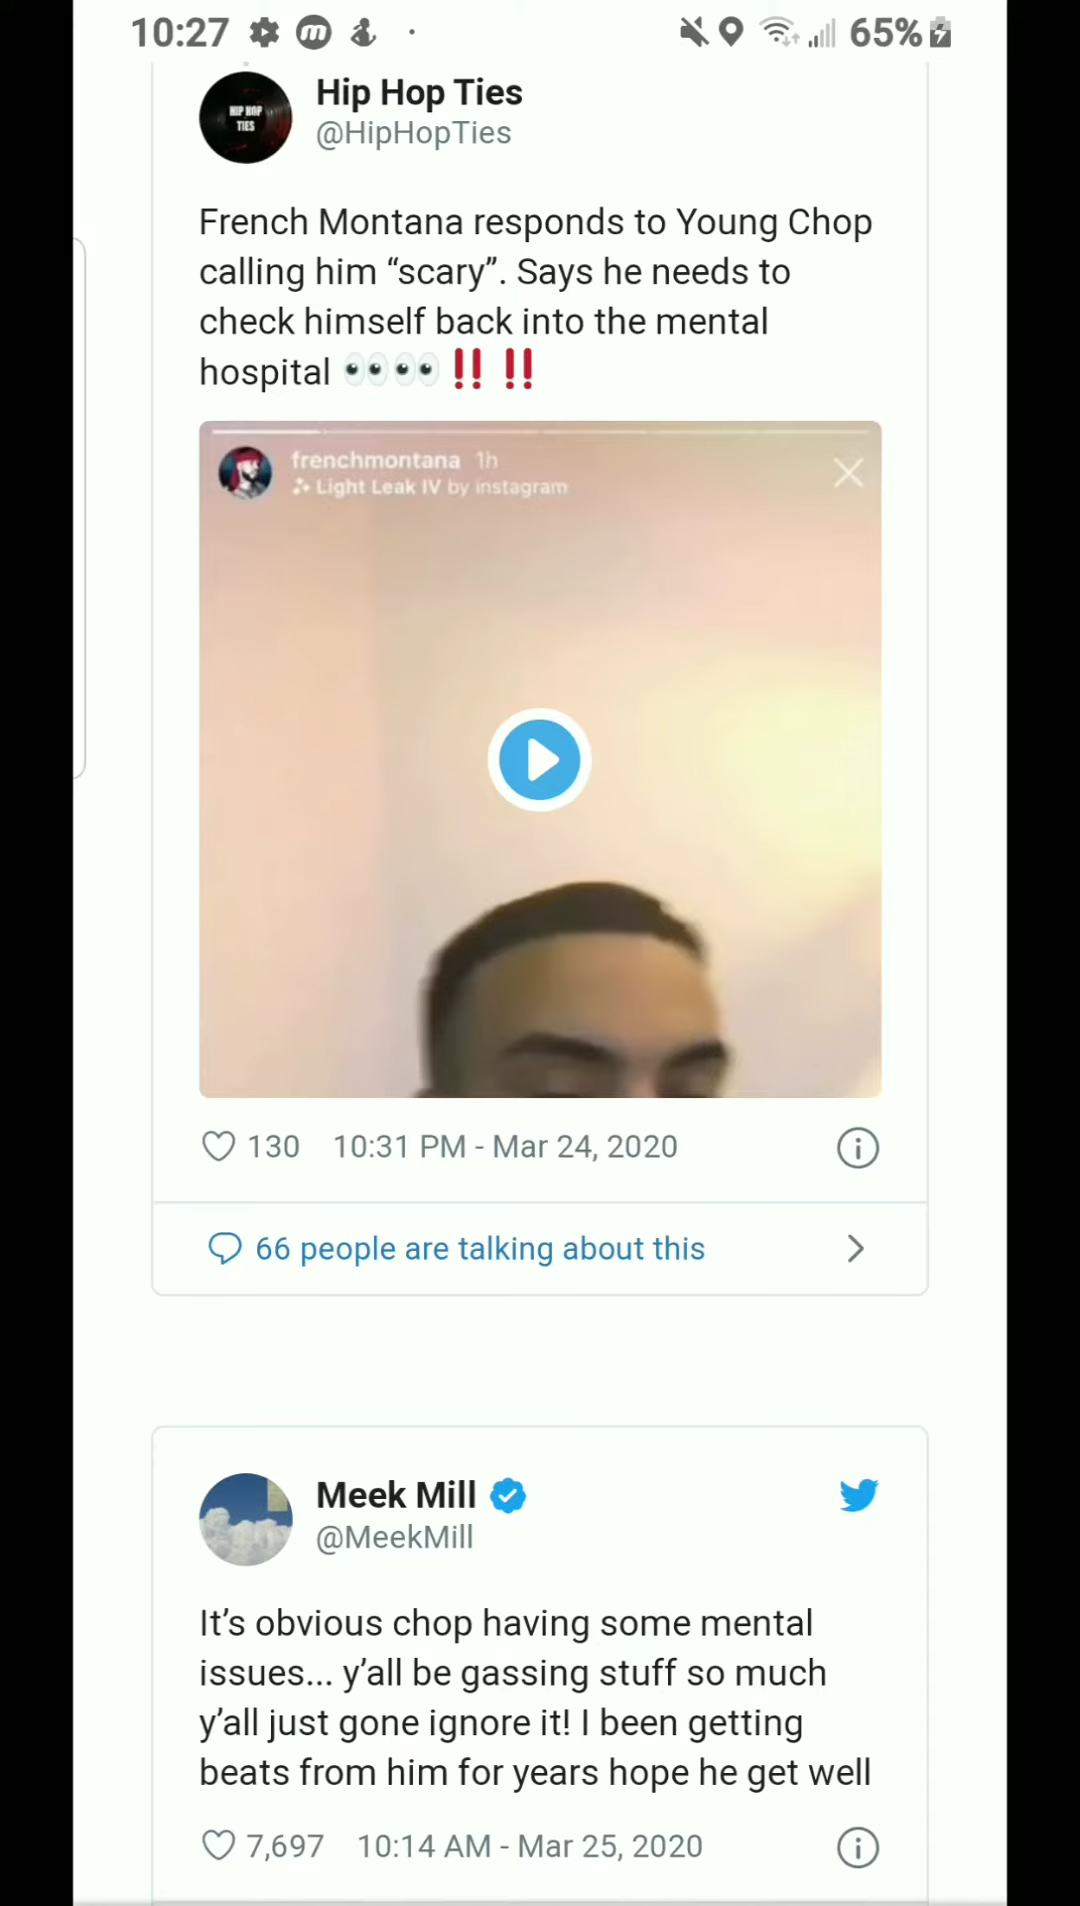 10:27
65%
HIP HOP
TIES
Hip Hop Ties
@HipHopTies
French Montana responds to Young Chop
calling him “scary”. Says he needs to
check himself back into the mental
hospital 👀👀‼️‼️
frenchmontana 1h
Light Leak IV by instagram
130 10:31 PM - Mar 24, 2020
66 people are talking about this
Meek Mill
@MeekMill
It’s obvious chop having some mental
issues... y’all be gassing stuff so much
y’all just gone ignore it! I been getting
beats from him for years hope he get well
7,697 10:14 AM - Mar 25, 2020